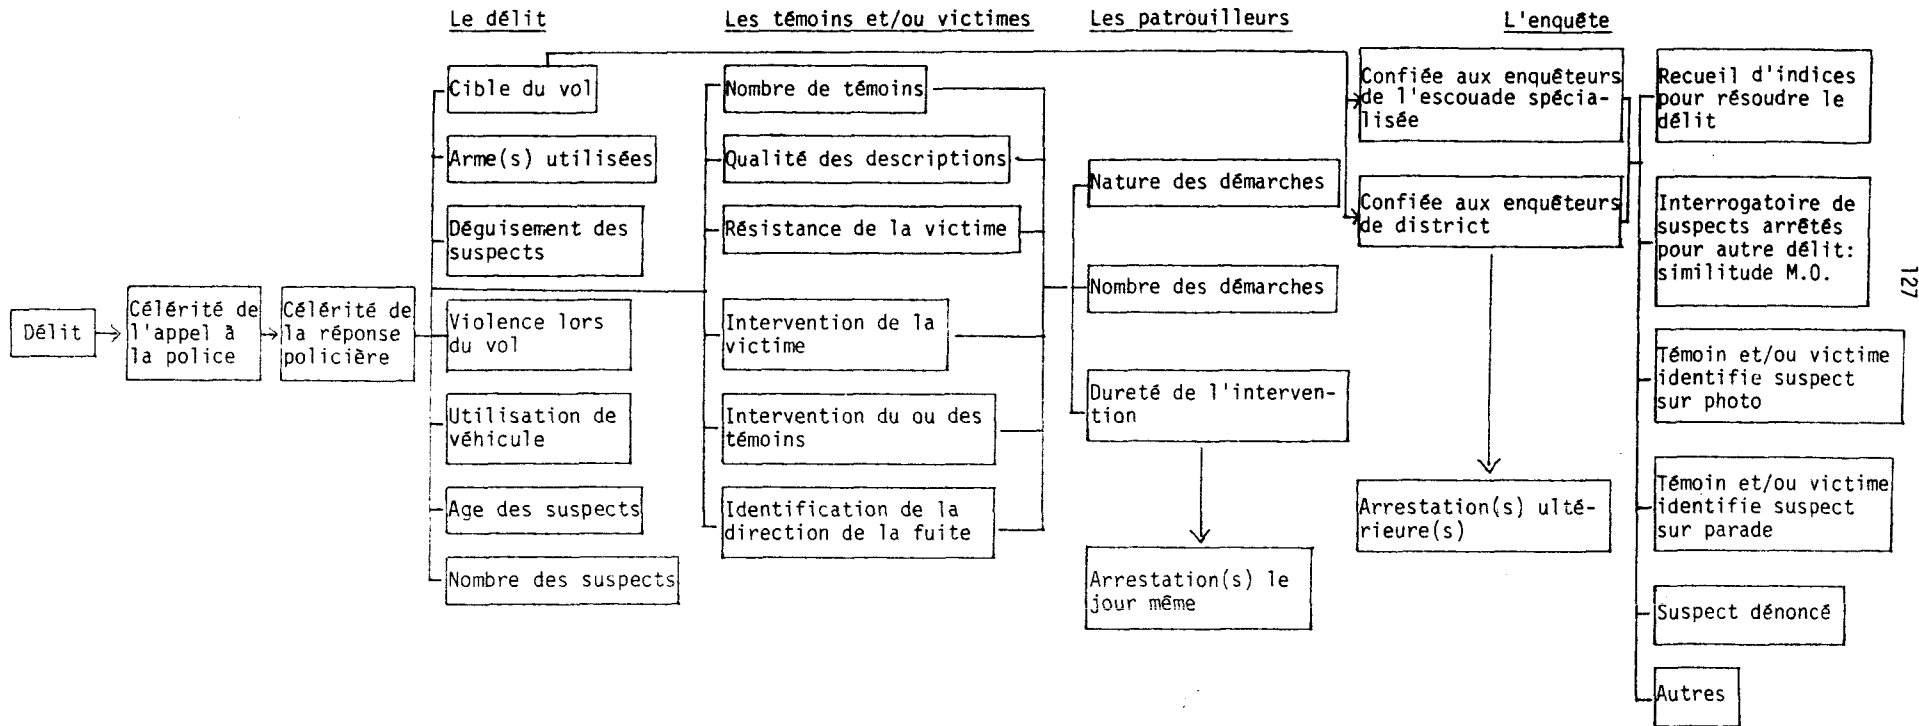 Le délit
Les témoins et/ou victimes
Les patrouilleurs
L'enquête
Délit
Célérité de
l'appel à
la police
Célérité de
la réponse
policière
Cible du vol
Arme(s) utilisées
Déguisement des
suspects
Violence lors
du vol
Utilisation de
véhicule
Age des suspects
Nombre des suspects
Nombre de témoins
Qualité des descriptions
Résistance de la victime
Intervention de la
victime
Intervention du ou des
témoins
Identification de la
direction de la fuite
Nature des démarches
Nombre des démarches
Dureté de l'interven-
tion
Arrestation(s) le
jour même
Confiée aux enquêteurs
de l'escouade spécia-
lisée
Confiée aux enquêteurs
de district
Arrestation(s) ulté-
rieure(s)
Recueil d'indices
pour résoudre le
délit
Interrogatoire de
suspects arrêtés
pour autre délit:
similitude M.O.
Témoin et/ou victime
identifie suspect
sur photo
Témoin et/ou victime
identifie suspect
sur parade
Suspect dénoncé
Autres
127